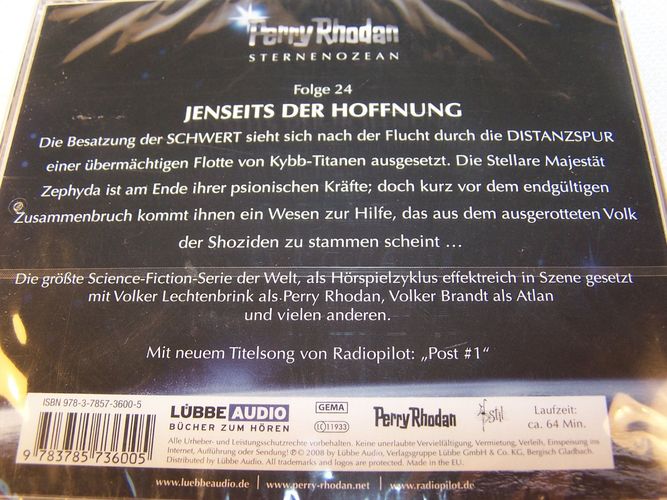 Perry Rhodan
STERNENOZEAN
Folge 24
JENSEITS DER HOFFNUNG
Die Besatzung der SCHWERT sieht sich nach der Flucht durch die DISTANZSPUR
einer übermächtigen Flotte von Kybb-Titanen ausgesetzt. Die Stellare Majestät
Zephyda ist am Ende ihrer psionischen Kräfte; doch kurz vor dem endgültigen
Zusammenbruch kommt ihnen ein Wesen zur Hilfe, das aus dem ausgerotteten Volk
der Shoziden zu stammen scheint ...
Die größte Science-Fiction-Serie der Welt, als Hörspielzyklus effektreich in Szene gesetzt
mit Volker Lechtenbrink als Perry Rhodan, Volker Brandt als Atlan
und vielen anderen.
Mit neuem Titelsong von Radiopilot: „Post #1“
ISBN 978-3-7857-3600-5
9 783785 736005
LÜBBE AUDIO
BÜCHER ZUM HÖREN
GEMA
LC 11933
Perry Rhodan
Laufzeit:
ca. 64 Min.
Alle Urheber- und Leistungsschutzrechte vorbehalten. Keine unerlaubte Vervielfältigung, Vermietung, Verleih, Einspeisung ins
Internet, Aufführung oder Sendung! ℗ © 2008 by Lübbe Audio, Verlagsgruppe Lübbe GmbH & Co. KG, Bergisch Gladbach.
Distributed by Lübbe Audio. All trademarks and logos are protected. Made in the EU.
www.luebbeaudio.de | www.perry-rhodan.net | www.radiopilot.de